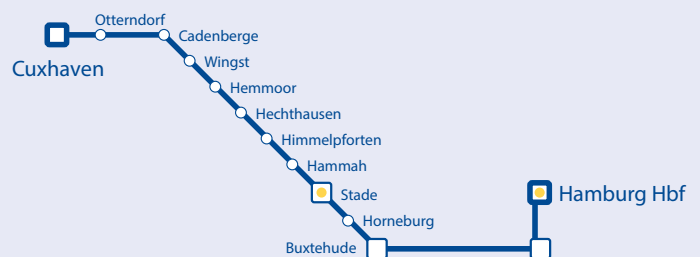 Otterndorf
Cadenberge
Cuxhaven
Wingst
Hemmoor
Hechthausen
Himmelpforten
Hammah
Stade
Hamburg Hbf
Horneburg
Buxtehude